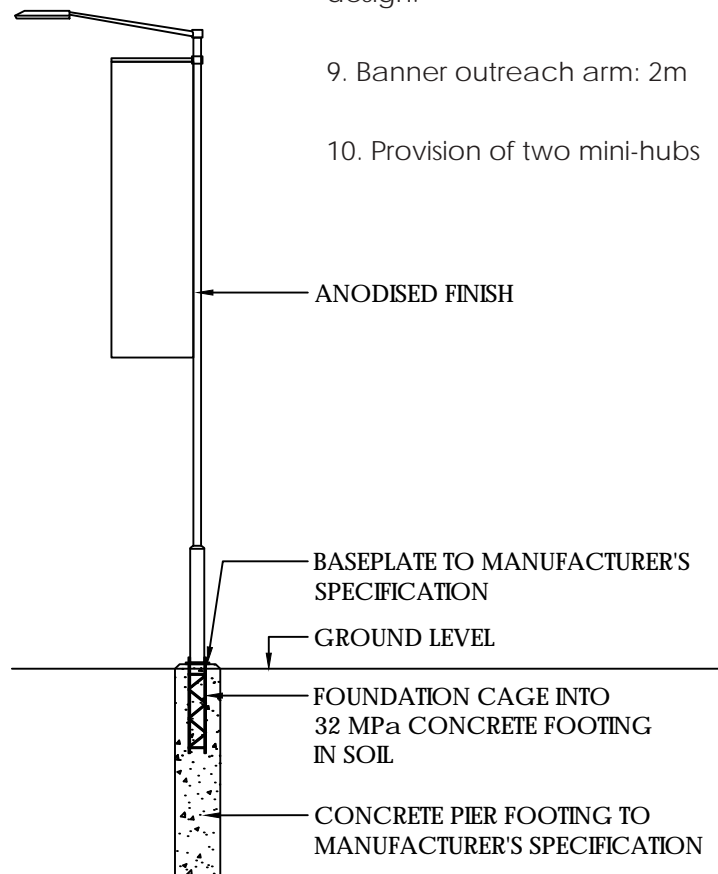 design.
9. Banner outreach arm: 2m
10. Provision of two mini-hubs
ANODISED FINISH
BASEPLATE TO MANUFACTURER'S
SPECIFICATION
GROUND LEVEL
FOUNDATION CAGE INTO
32 MPa CONCRETE FOOTING
IN SOIL
CONCRETE PIER FOOTING TO
MANUFACTURER'S SPECIFICATION